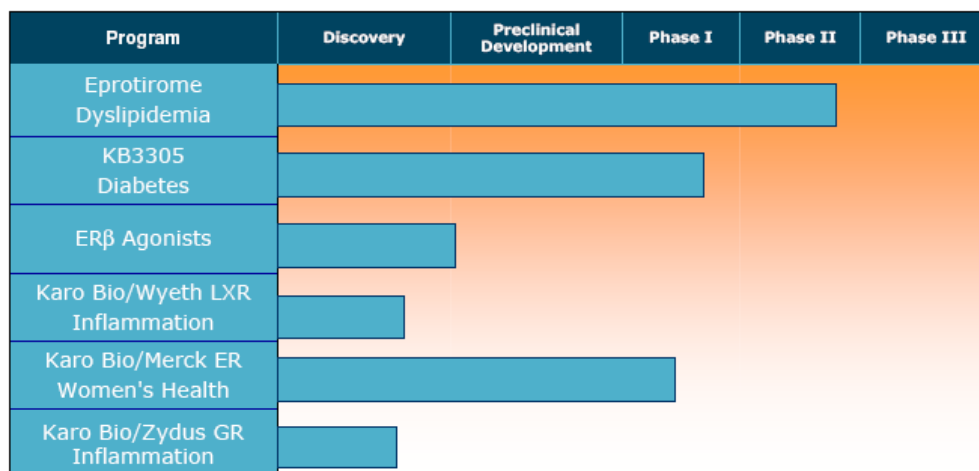 Program
Discovery
Preclinical
Development
Phase I
Phase II
Phase III
Eprotirome
Dyslipidemia
KB3305
Diabetes
ERβ Agonists
Karo Bio/Wyeth LXR
Inflammation
Karo Bio/Merck ER
Women's Health
Karo Bio/Zydus GR
Inflammation